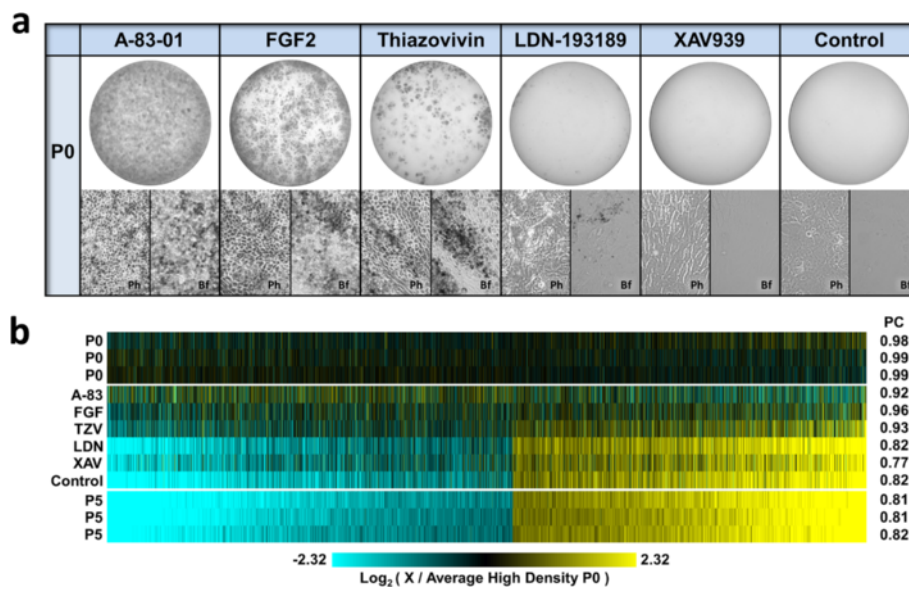 a
A-83-01 FGF2 Thiazovivin LDN-193189 XAV939 Control
P0
Ph Bf Ph Bf Ph Bf Ph Bf Ph Bf Ph Bf
b
PC
P0 0.98
P0 0.99
P0 0.99
A-83 0.92
FGF 0.96
TZV 0.93
LDN 0.82
XAV 0.77
Control 0.82
P5 0.81
P5 0.81
P5 0.82
-2.32 2.32
Log₂ ( X / Average High Density P0 )